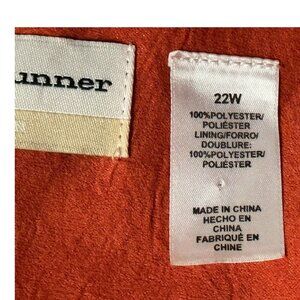 unner
N
22W
100%POLYESTER/
POLIÉSTER
LINING/FORRO/
DOUBLURE:
100%POLYESTER/
POLIÉSTER
MADE IN CHINA
HECHO EN
CHINA
FABRIQUÉ EN
CHINE